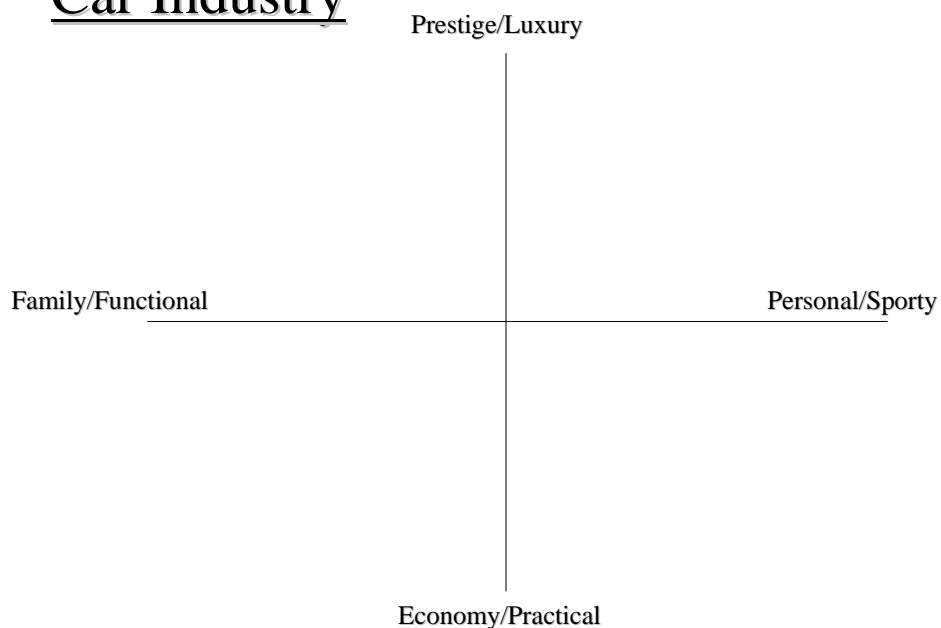 Car Industry
Prestige/Luxury
Family/Functional
Personal/Sporty
Economy/Practical